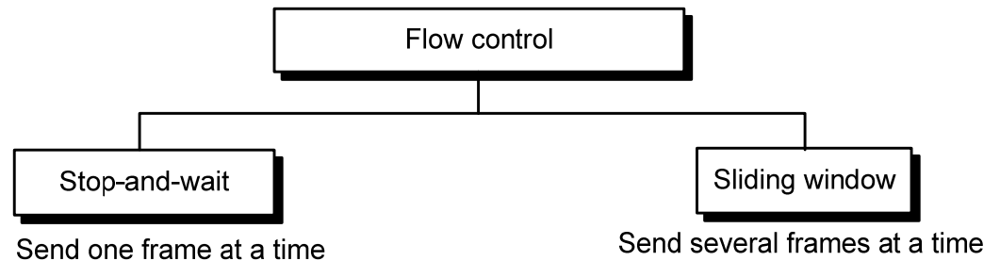 Flow control
Stop-and-wait
Sliding window
Send one frame at a time
Send several frames at a time